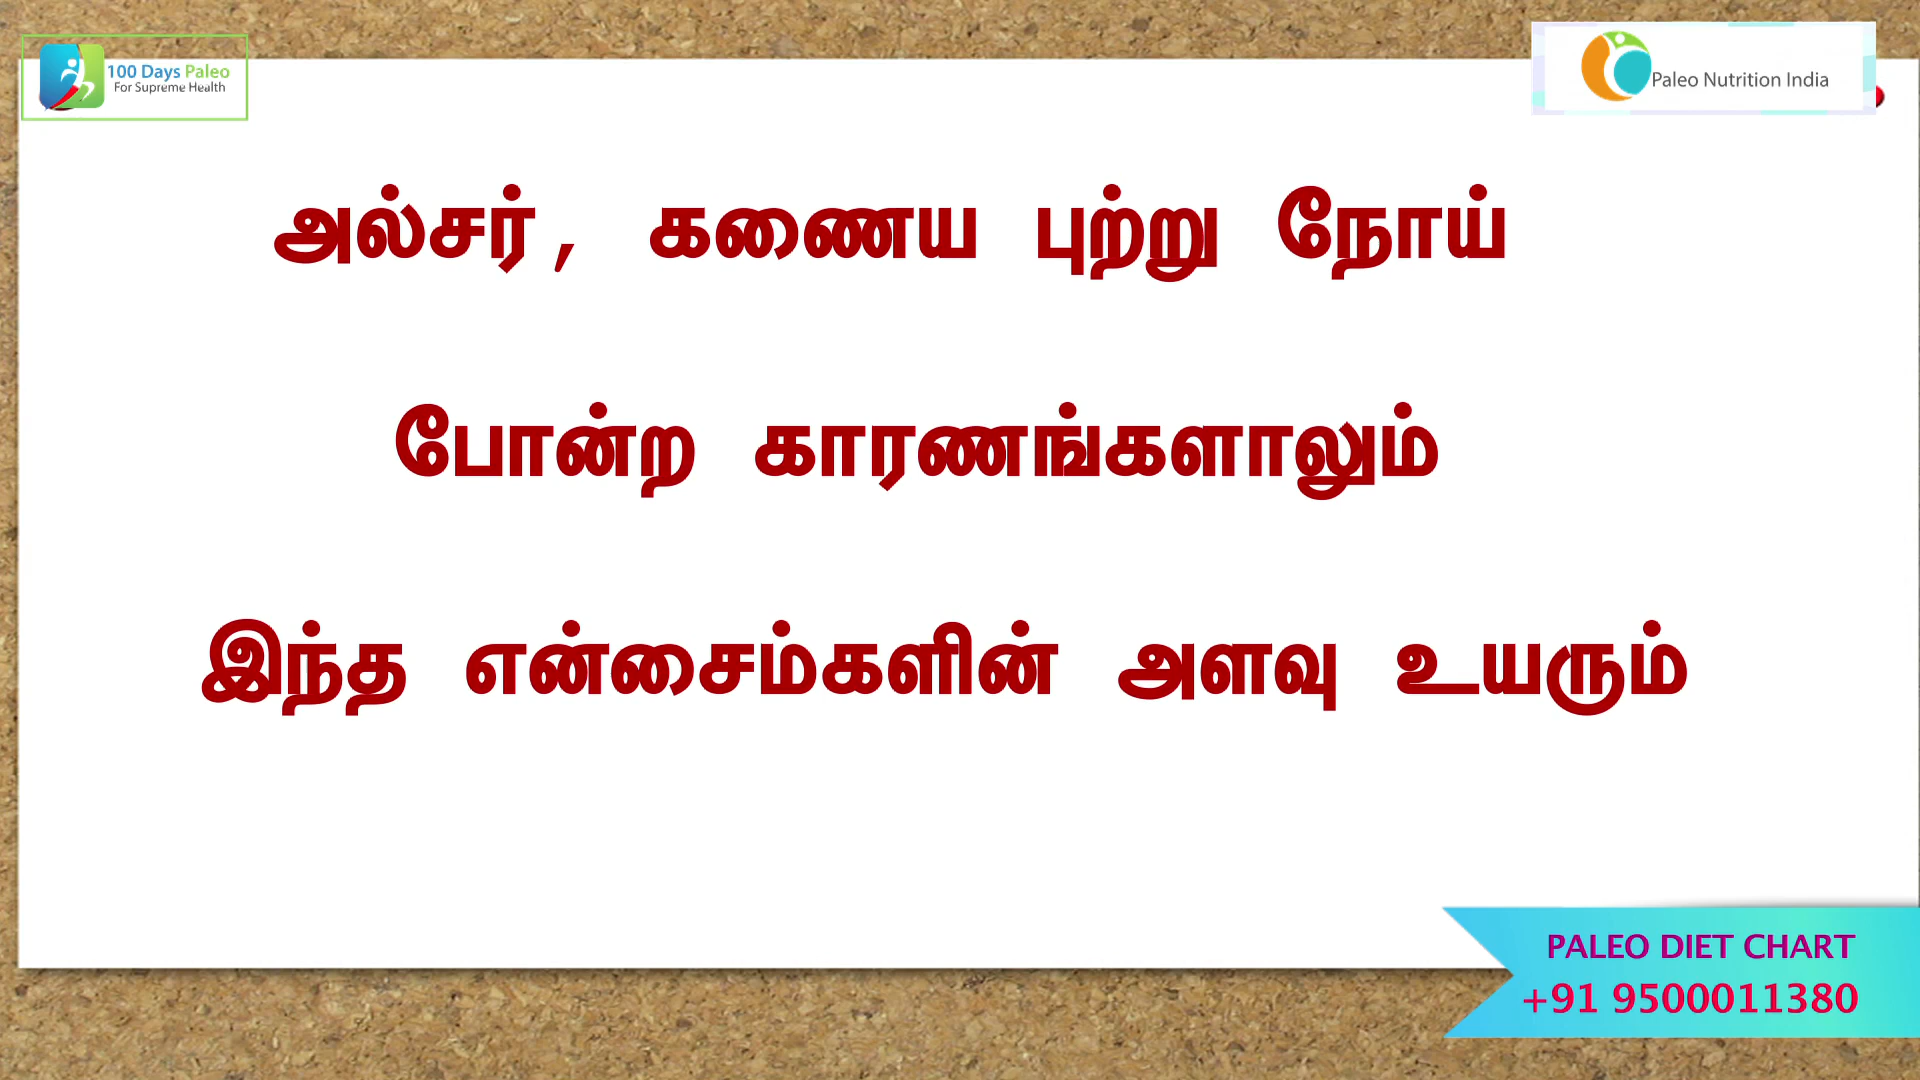 100 Days Paleo
For Supreme Health
Paleo Nutrition India
அல்சர், கணைய புற்று நோய்
போன்ற காரணங்களாலும்
இந்த என்சைம்களின் அளவு உயரும்
PALEO DIET CHART
+91 9500011380